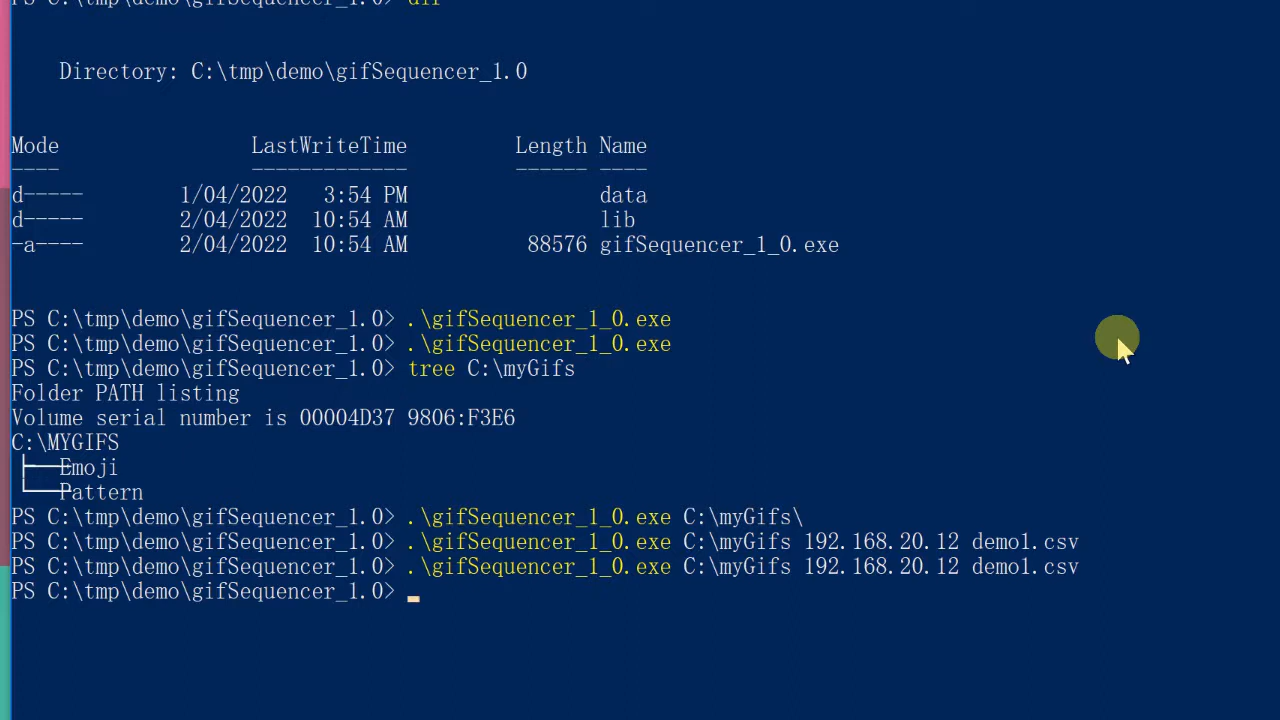 PS C:\tmp\demo\gifSequencer_1.0> dir
Directory: C:\tmp\demo\gifSequencer_1.0
Mode LastWriteTime Length Name
---- ------------- ------ ----
d----- 1/04/2022 3:54 PM data
d----- 2/04/2022 10:54 AM lib
-a---- 2/04/2022 10:54 AM 88576 gifSequencer_1_0.exe
PS C:\tmp\demo\gifSequencer_1.0> .\gifSequencer_1_0.exe
PS C:\tmp\demo\gifSequencer_1.0> .\gifSequencer_1_0.exe
PS C:\tmp\demo\gifSequencer_1.0> tree C:\myGifs
Folder PATH listing
Volume serial number is 00004D37 9806:F3E6
C:\MYGIFS
├───Emoji
└───Pattern
PS C:\tmp\demo\gifSequencer_1.0> .\gifSequencer_1_0.exe C:\myGifs\
PS C:\tmp\demo\gifSequencer_1.0> .\gifSequencer_1_0.exe C:\myGifs 192.168.20.12 demo1.csv
PS C:\tmp\demo\gifSequencer_1.0> .\gifSequencer_1_0.exe C:\myGifs 192.168.20.12 demo1.csv
PS C:\tmp\demo\gifSequencer_1.0>